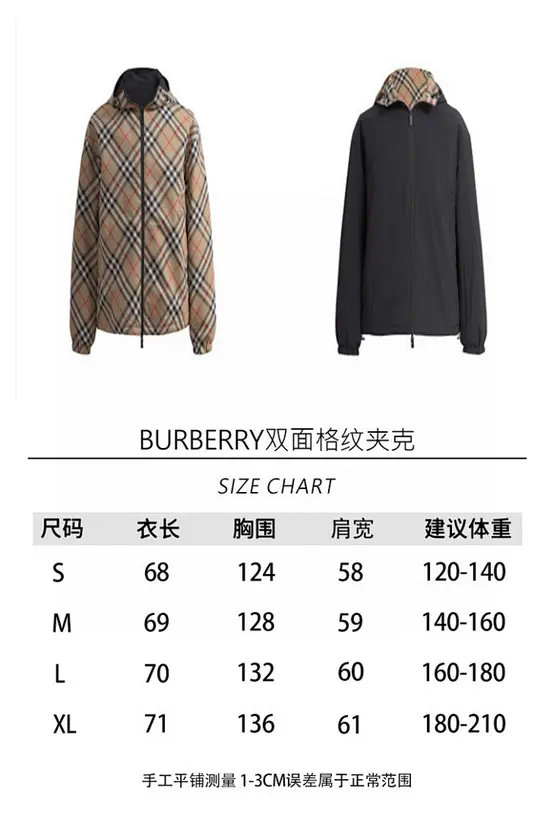 BURBERRY双面格纹夹克
SIZE CHART
尺码 衣长 胸围 肩宽 建议体重
S 68 124 58 120-140
M 69 128 59 140-160
L 70 132 60 160-180
XL 71 136 61 180-210
手工平铺测量 1-3CM误差属于正常范围